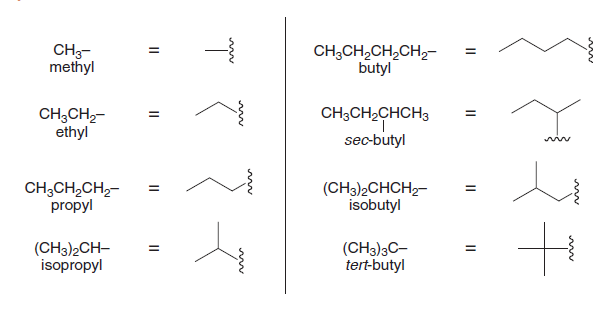 CH₃– =
methyl
CH₃CH₂– =
ethyl
CH₃CH₂CH₂– =
propyl
(CH₃)₂CH– =
isopropyl
CH₃CH₂CH₂CH₂– =
butyl
CH₃CH₂CHCH₃ =
sec-butyl
(CH₃)₂CHCH₂– =
isobutyl
(CH₃)₃C– =
tert-butyl